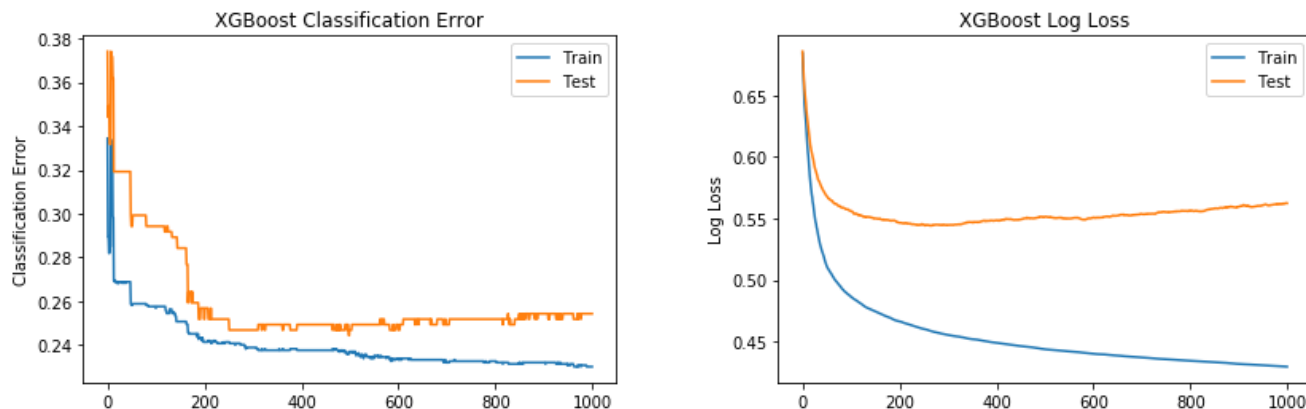 XGBoost Classification Error
Classification Error
0.38
0.36
0.34
0.32
0.30
0.28
0.26
0.24
Train
Test
0 200 400 600 800 1000
XGBoost Log Loss
Log Loss
0.65
0.60
0.55
0.50
0.45
Train
Test
0 200 400 600 800 1000